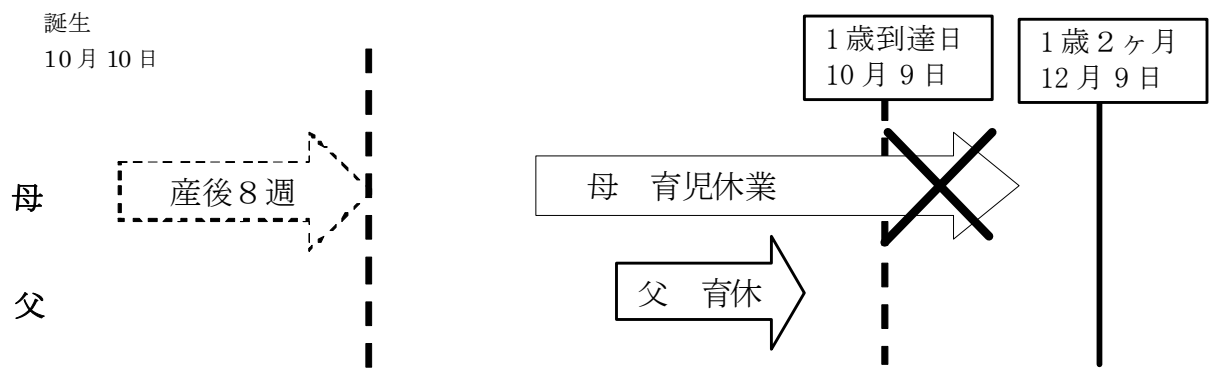 誕生
10月10日
1歳到達日
10月9日
1歳2ヶ月
12月9日
母
産後8週
母 育児休業
父
父 育休